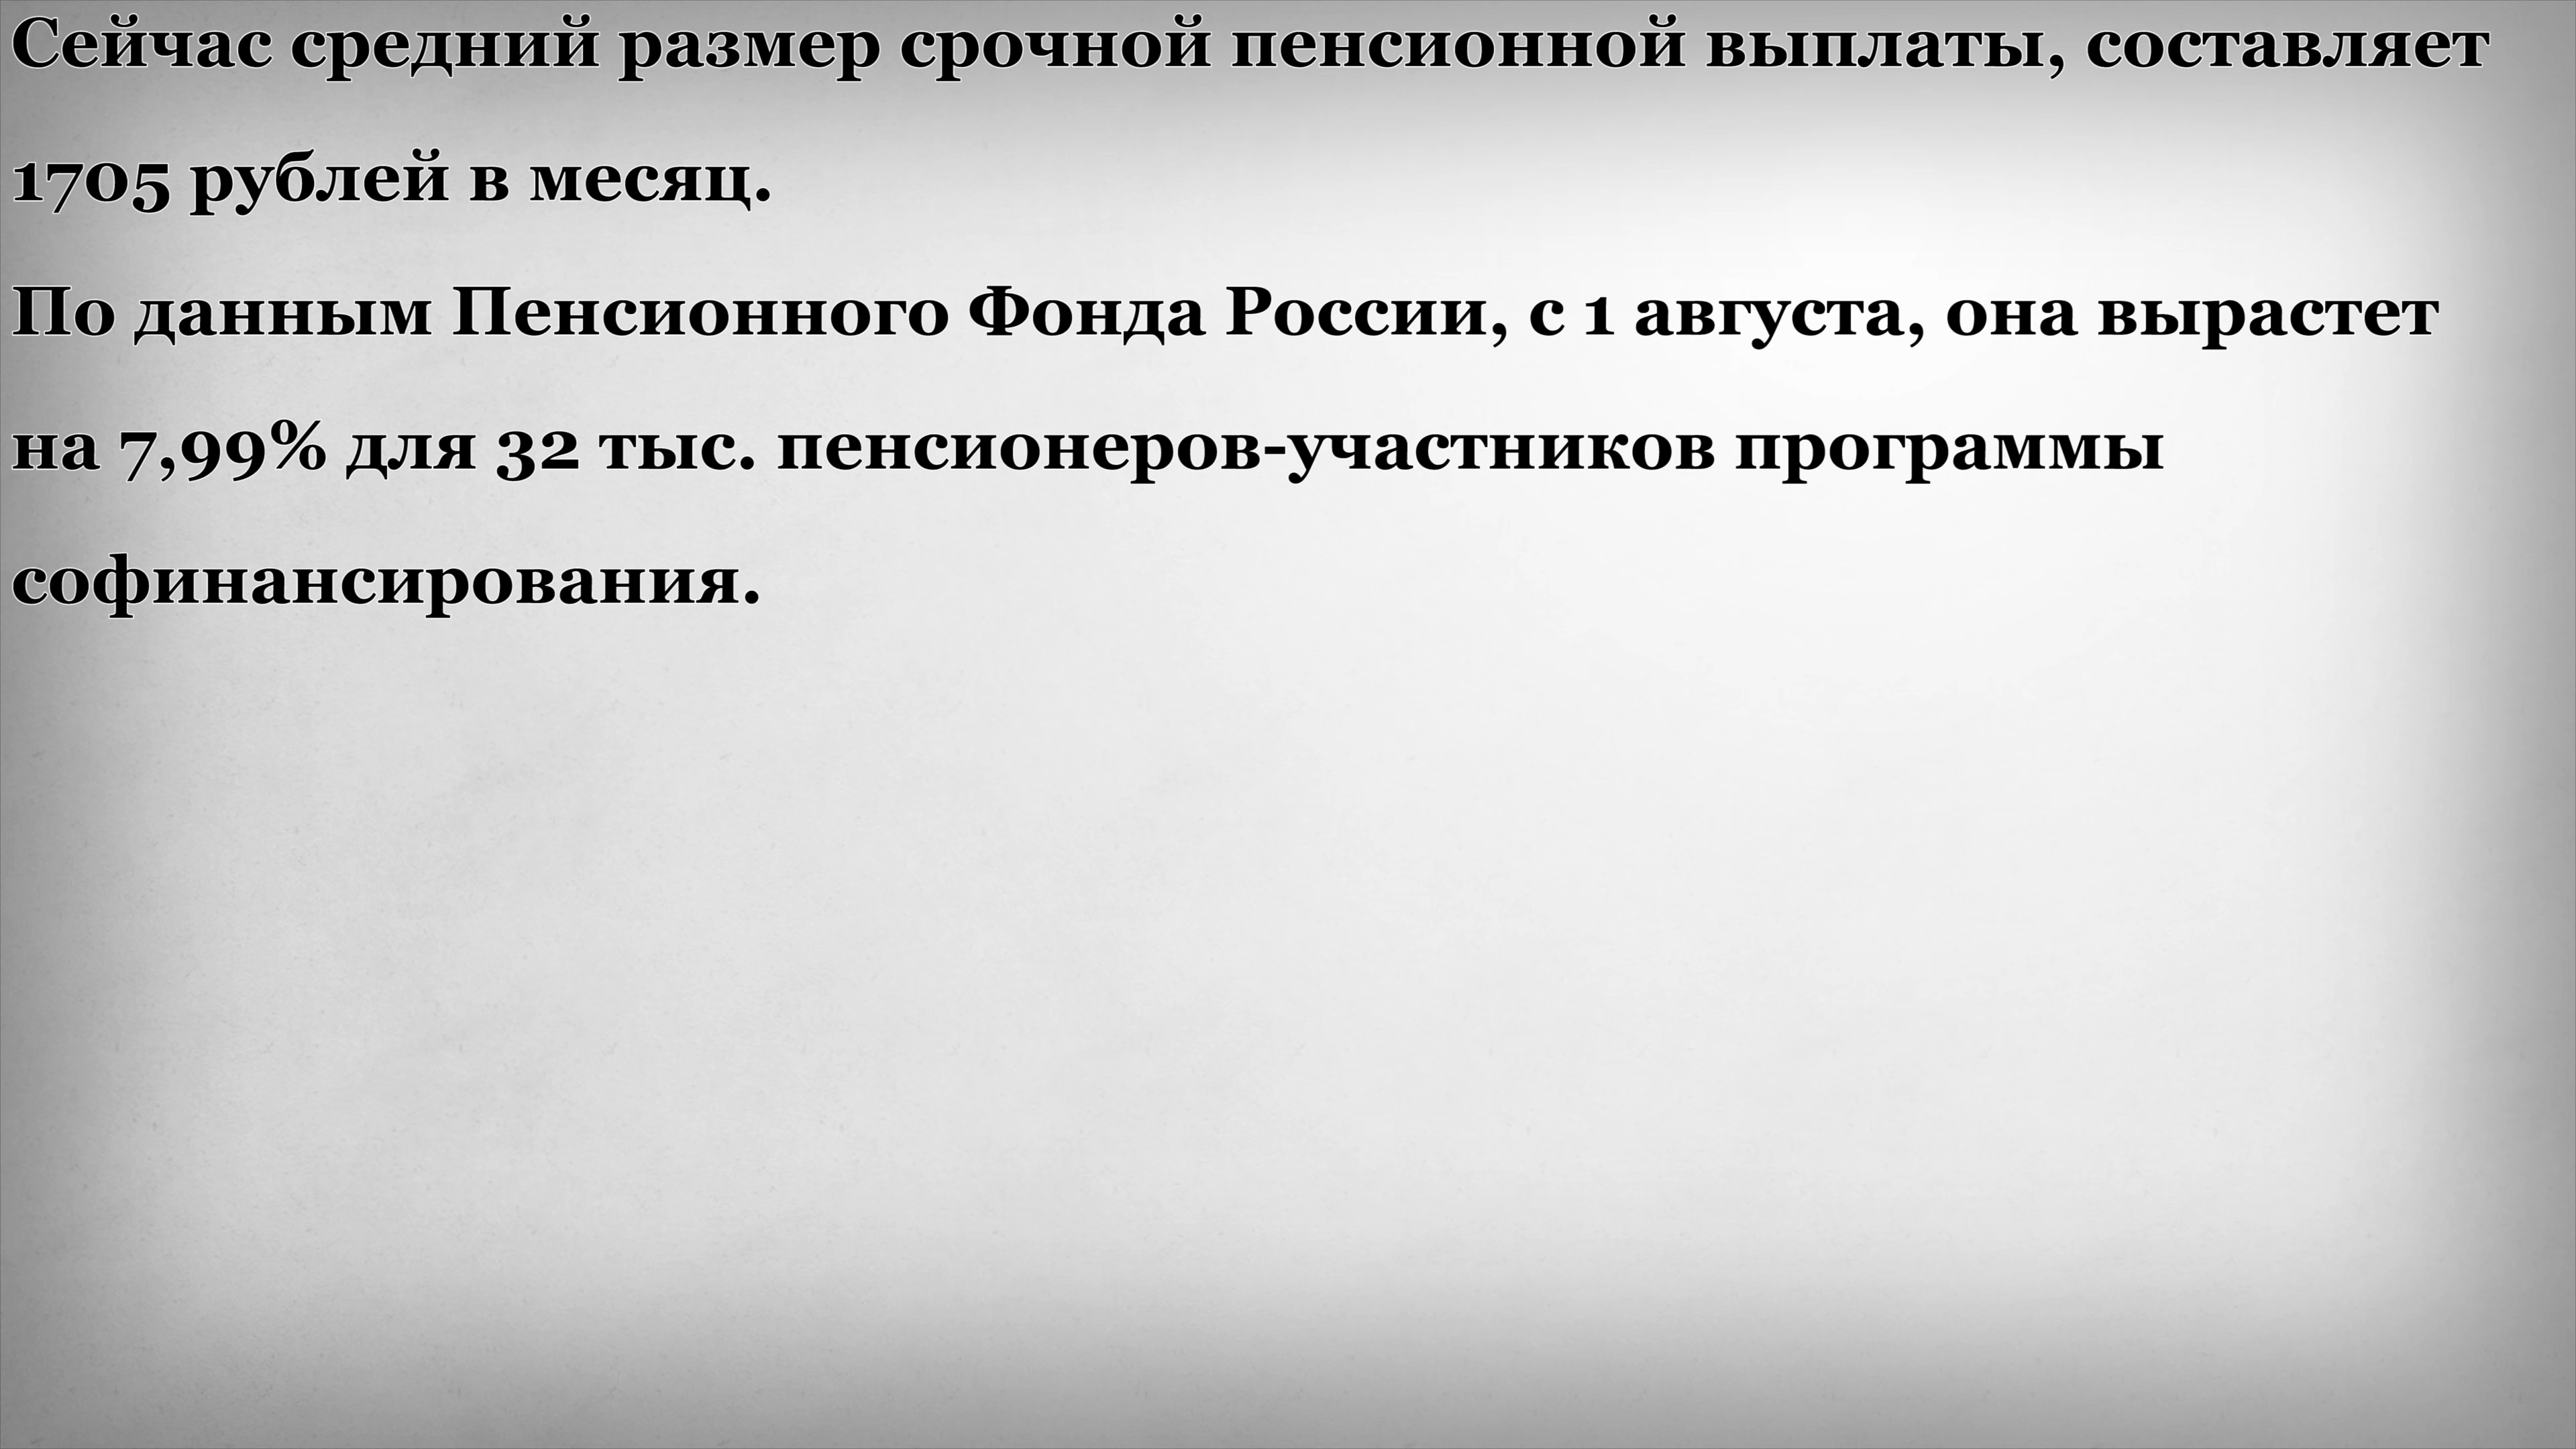 Сейчас средний размер срочной пенсионной выплаты, составляет
1705 рублей в месяц.
По данным Пенсионного Фонда России, с 1 августа, она вырастет
на 7,99% для 32 тыс. пенсионеров-участников программы
софинансирования.